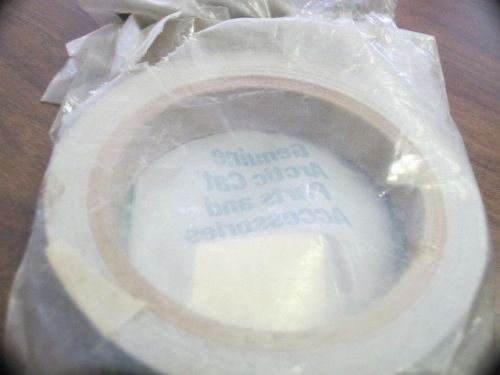 Genuine
Arctic Cat®
Parts and
Accessories